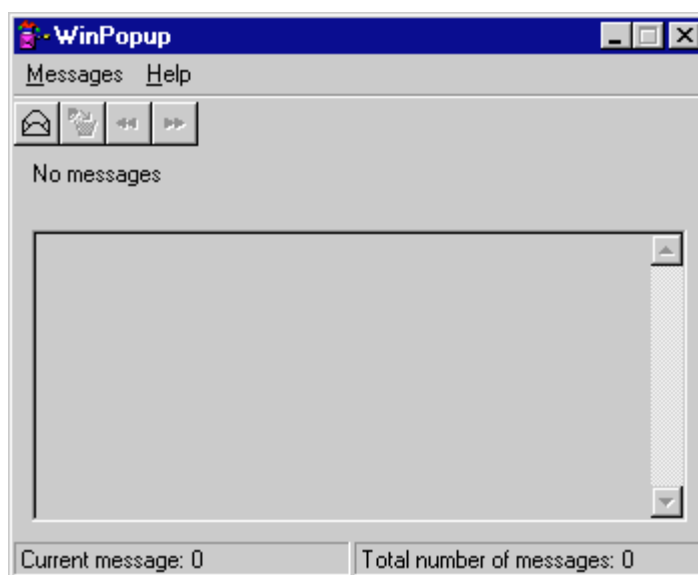 WinPopup
Messages Help
No messages
Current message: 0 Total number of messages: 0